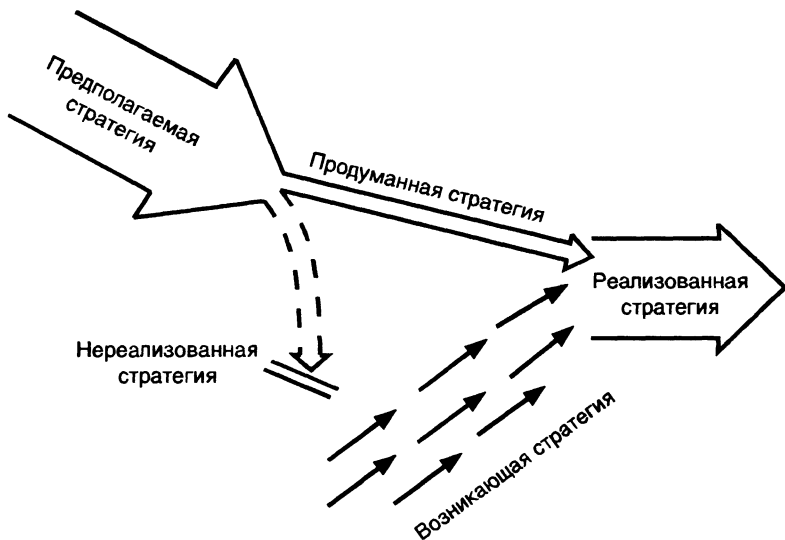 Предполагаемая
стратегия
Продуманная стратегия
Реализованная
стратегия
Нереализованная
стратегия
Возникающая стратегия